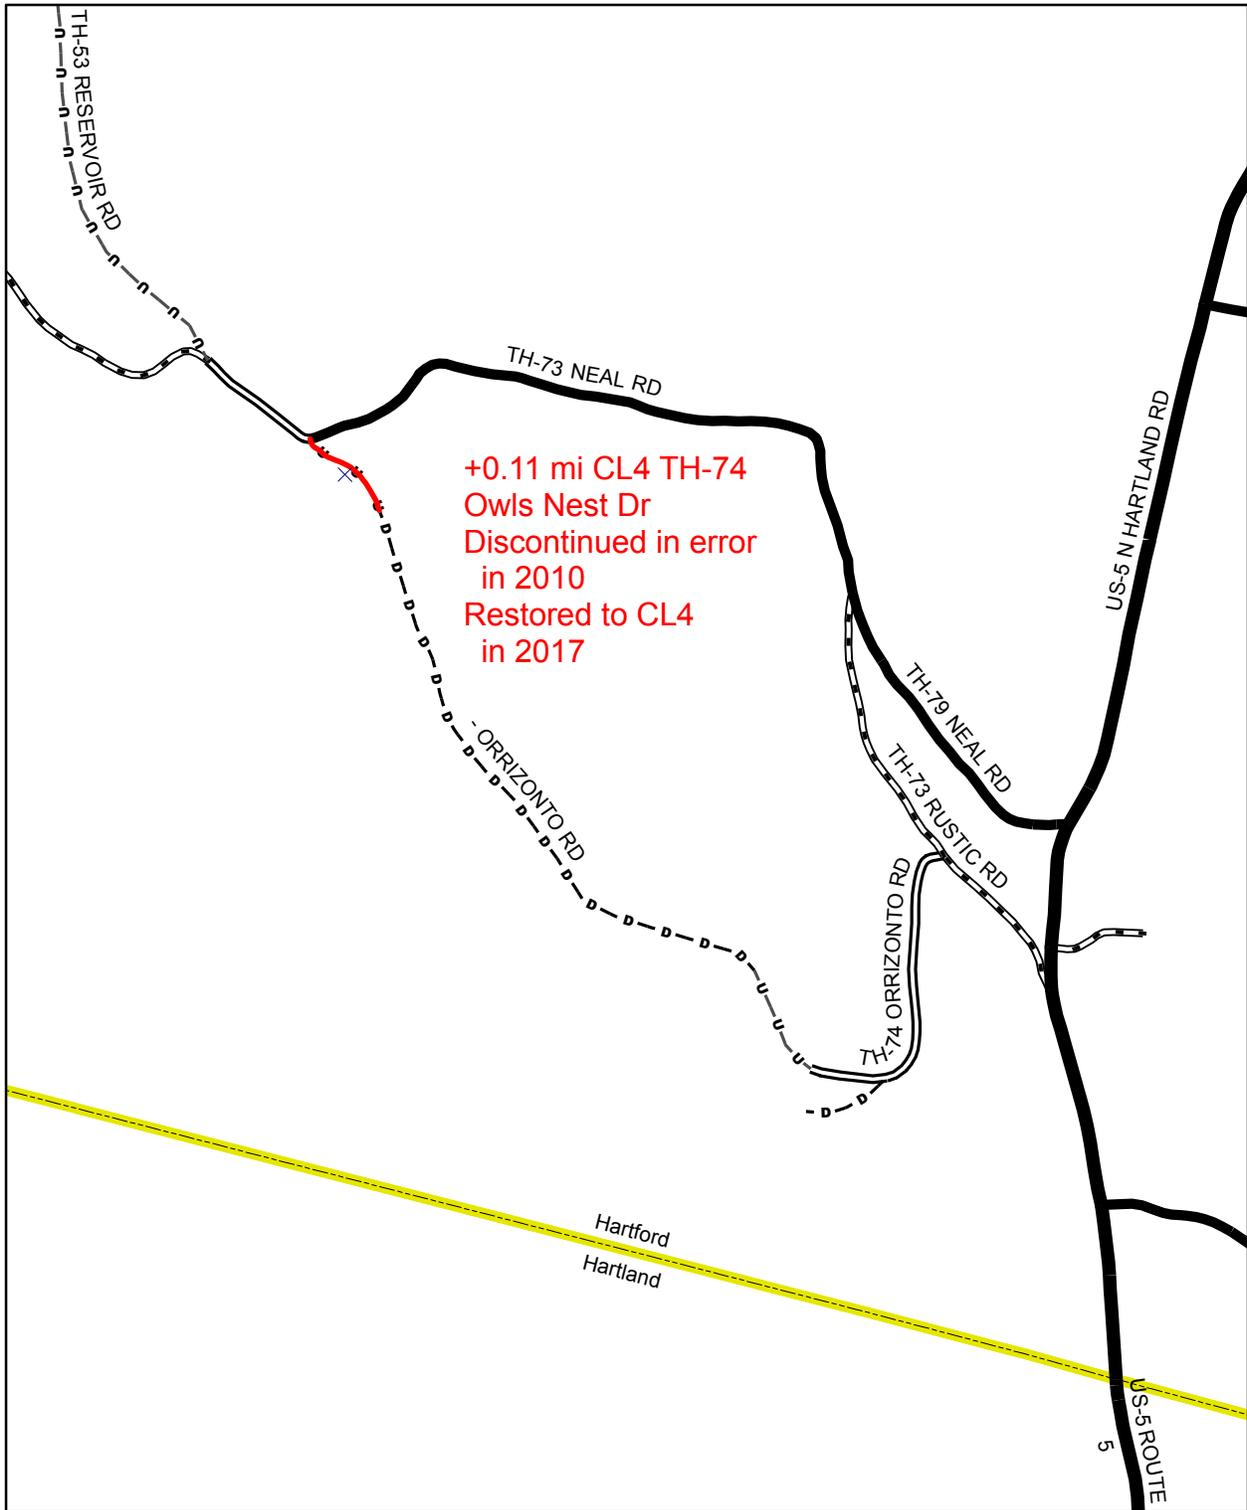 TH-53 RESERVOIR RD
TH-73 NEAL RD
US-5 N HARTLAND RD
+0.11 mi CL4 TH-74
Owls Nest Dr
Discontinued in error
in 2010
Restored to CL4
in 2017
TH-79 NEAL RD
- ORRIZONTO RD
TH-73 RUSTIC RD
TH-74 ORRIZONTO RD
Hartford
Hartland
US-5 ROUTE
5